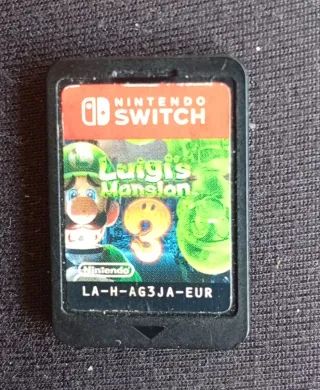 NINTENDO
SWITCH
Luigi's
Mansion
3
Nintendo
LA-H-AG3JA-EUR